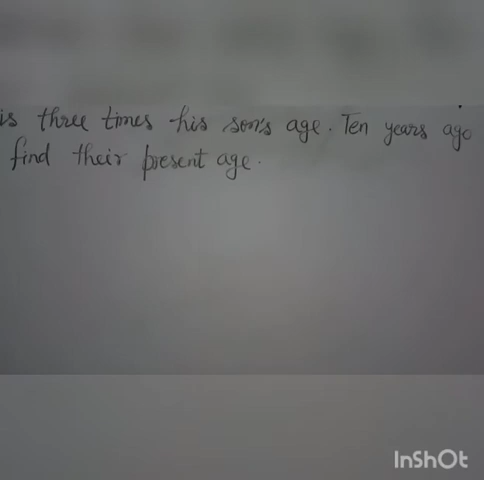 is three times his son's age. Ten years ago
find their present age.
InShOt